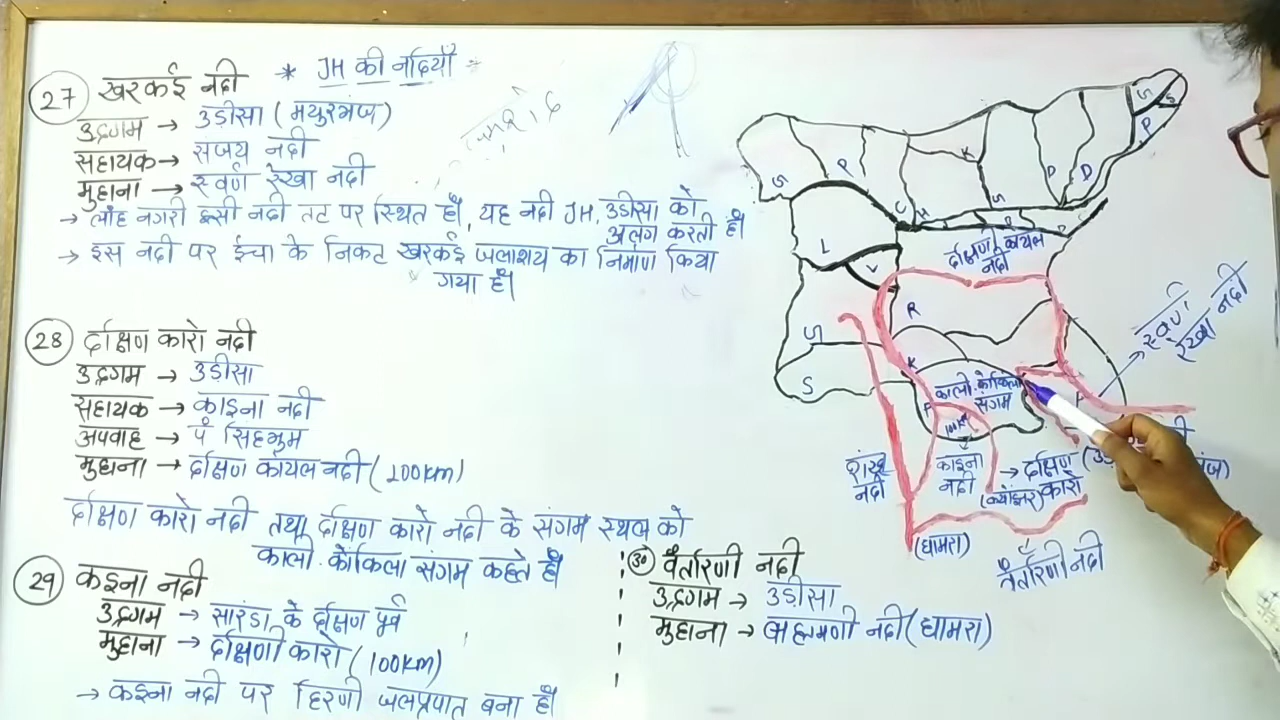 * JH की नदियाँ *
27 खरकई नदी
उद्गम → उड़ीसा (मयुरभंज)
सहायक → संजय नदी
मुहाना → स्वर्ण रेखा नदी
→ लौह नगरी इसी नदी तट पर स्थित हैं, यह नदी JH, उड़ीसा को
अलग करती हैं
→ इस नदी पर ईचा के निकट खरकई जलाशय का निर्माण किया
गया हैं।
28 दक्षिण कारो नदी
उद्गम → उड़ीसा
सहायक → काइना नदी
अपवाह → पं सिंहभुम
मुहाना → दक्षिण कोयल नदी (100km)
दक्षिण कारो नदी तथा दक्षिण कारो नदी के संगम स्थल को
कालो-कोकिला संगम कहते हैं
29 कइना नदी
उद्गम → सारंडा के दक्षिण पूर्व
मुहाना → दक्षिणी कारो (100km)
→ कइना नदी पर हिरणी जलप्रपात बना हैं।
30 वैतरिणी नदी
उद्गम → उड़ीसा
मुहाना → ब्राह्मणी नदी (धामरा)
G P C K D D G S P
H S D P D
L
दक्षिण कोयल
नदी
V
R
G
S
K
स्वर्ण
रेखा नदी
कालो-कोकिला
संगम
P
100km
शंख
नदी
काइना
नदी
→ दक्षिण
(क्योंझर) कारो
(धामरा)
वैतरिणी नदी